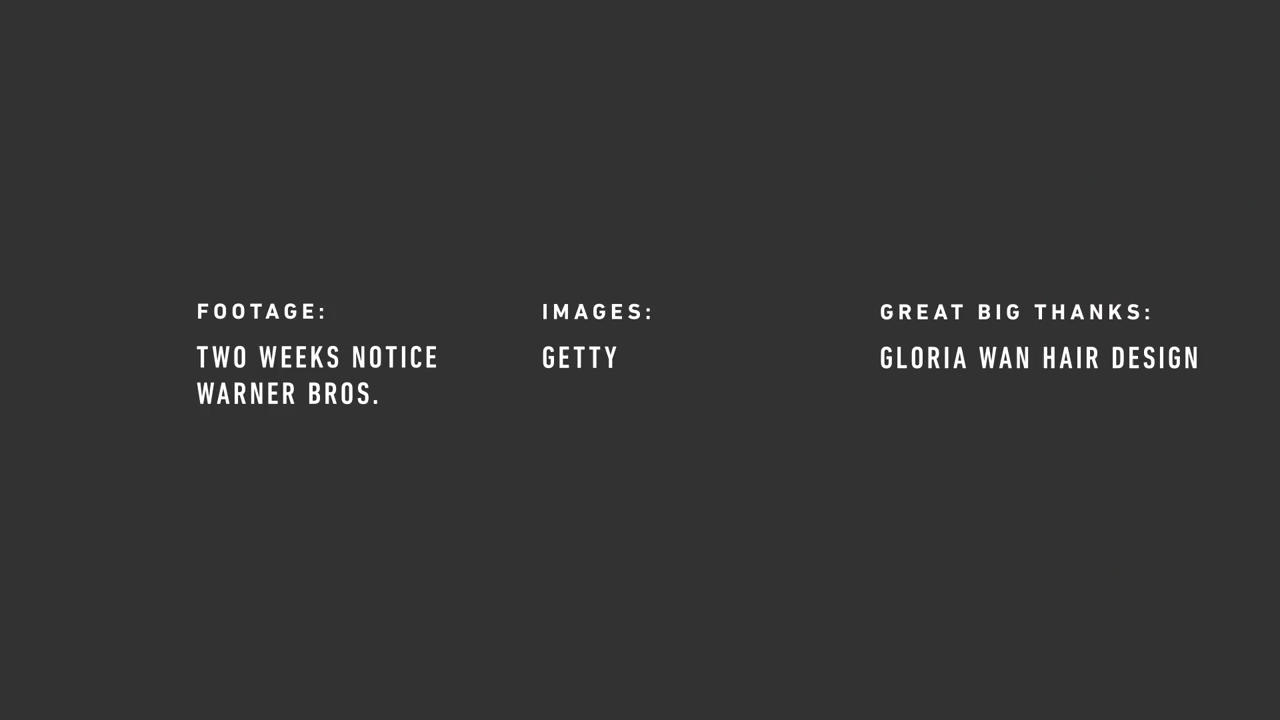 FOOTAGE:
TWO WEEKS NOTICE
WARNER BROS.
IMAGES:
GETTY
GREAT BIG THANKS:
GLORIA WAN HAIR DESIGN